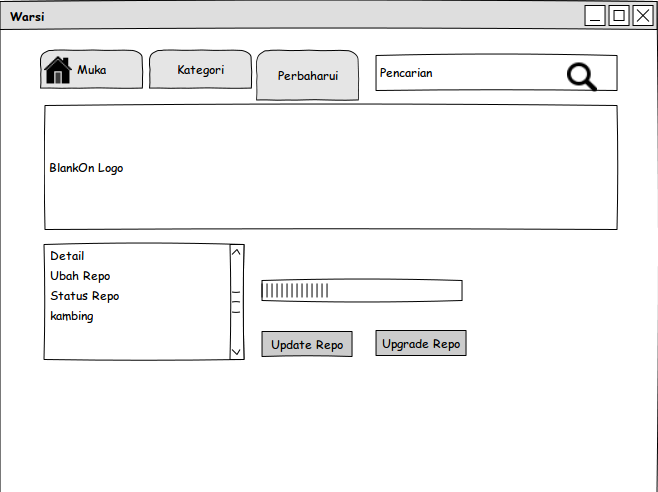 Warsi
Muka
Kategori
Perbaharui
Pencarian
BlankOn Logo
Detail
Ubah Repo
Status Repo
kambing
Update Repo
Upgrade Repo